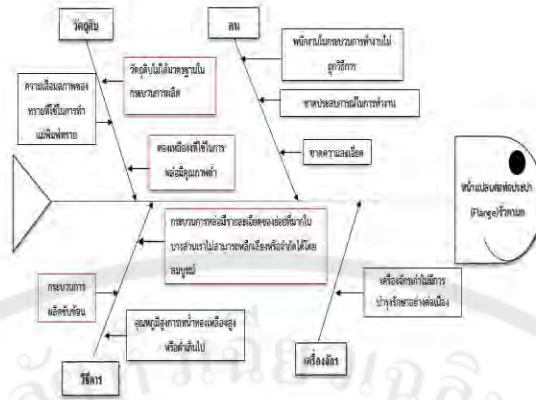 วัตถุดิบ
คน
พนักงานในกระบวนการทำงานไม่
ถูกวิธีการ
วัตถุดิบไม่ได้มาตรฐานใน
กระบวนการผลิต
ความเสื่อมสภาพของ
ทรายที่ใช้ในการทำ
แม่พิมพ์ทราย
ขาดประสบการณ์ในการทำงาน
ทองเหลืองที่ใช้ในการ
หล่อมีคุณภาพต่ำ
ขาดความละเอียด
หน้าแปลนต่อท่อประปา
(Flange)รั่วตามด
กระบวนการหล่อมีรายละเอียดของย่อยที่มากใน
บางส่วนเราไม่สามารถหลีกเลี่ยงหรือจำกัดได้โดย
สมบูรณ์
กระบวนการ
ผลิตซับซ้อน
เครื่องจักรเก่าไม่มีการ
บำรุงรักษาอย่างต่อเนื่อง
อุณหภูมิสูงการเทน้ำทองเหลืองสูง
หรือต่ำเกินไป
วิธีการ
เครื่องจักร